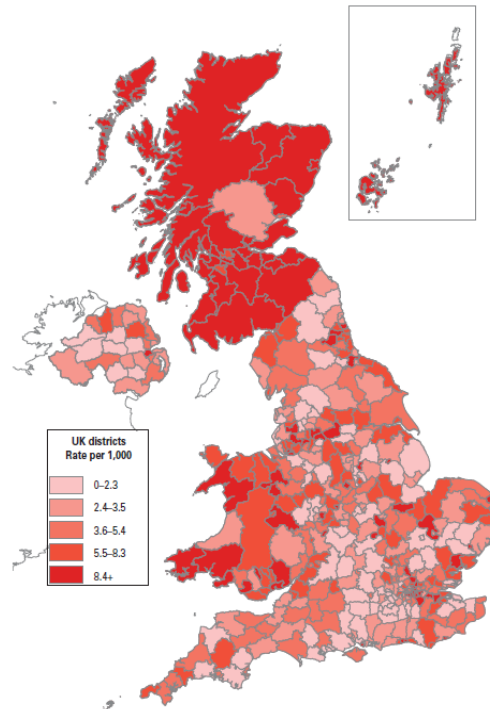 UK districts
Rate per 1,000
0–2.3
2.4–3.5
3.6–5.4
5.5–8.3
8.4+